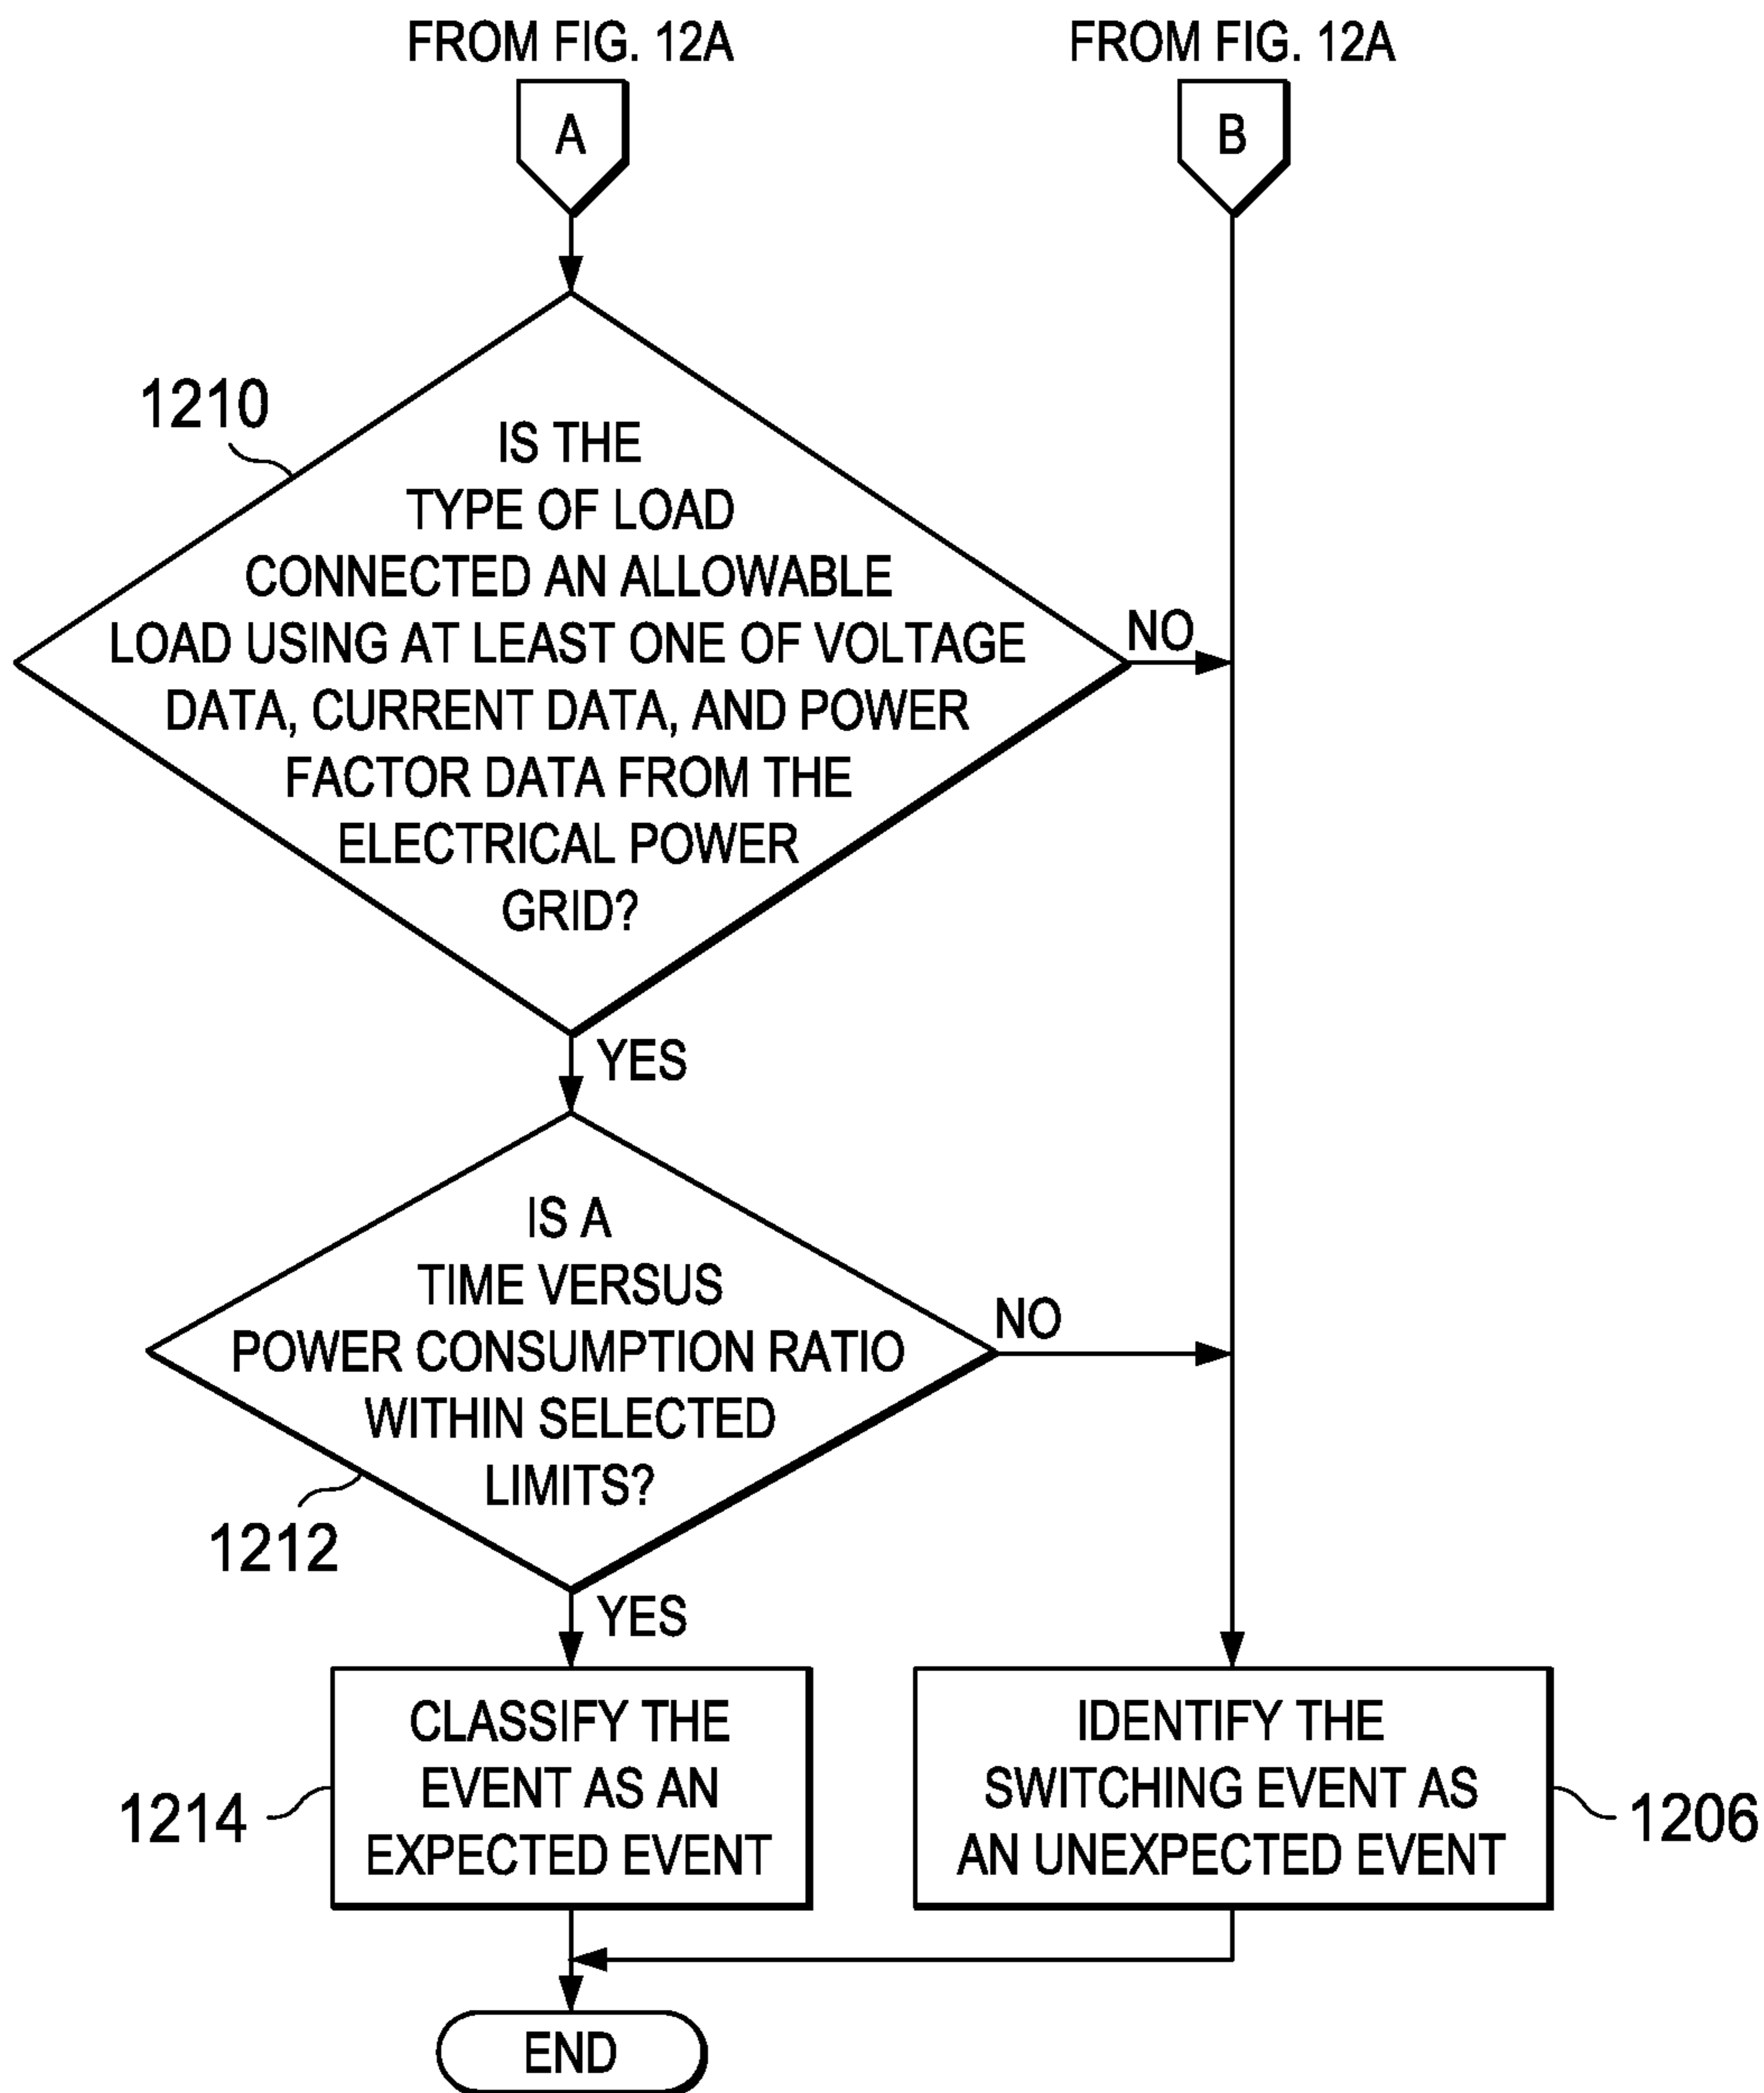 FROM FIG. 12A
FROM FIG. 12A
A
B
1210
IS THE
TYPE OF LOAD
CONNECTED AN ALLOWABLE
LOAD USING AT LEAST ONE OF VOLTAGE
DATA, CURRENT DATA, AND POWER
FACTOR DATA FROM THE
ELECTRICAL POWER
GRID?
NO
YES
IS A
TIME VERSUS
POWER CONSUMPTION RATIO
WITHIN SELECTED
LIMITS?
NO
1212
YES
CLASSIFY THE
EVENT AS AN
EXPECTED EVENT
1214
IDENTIFY THE
SWITCHING EVENT AS
AN UNEXPECTED EVENT
1206
END